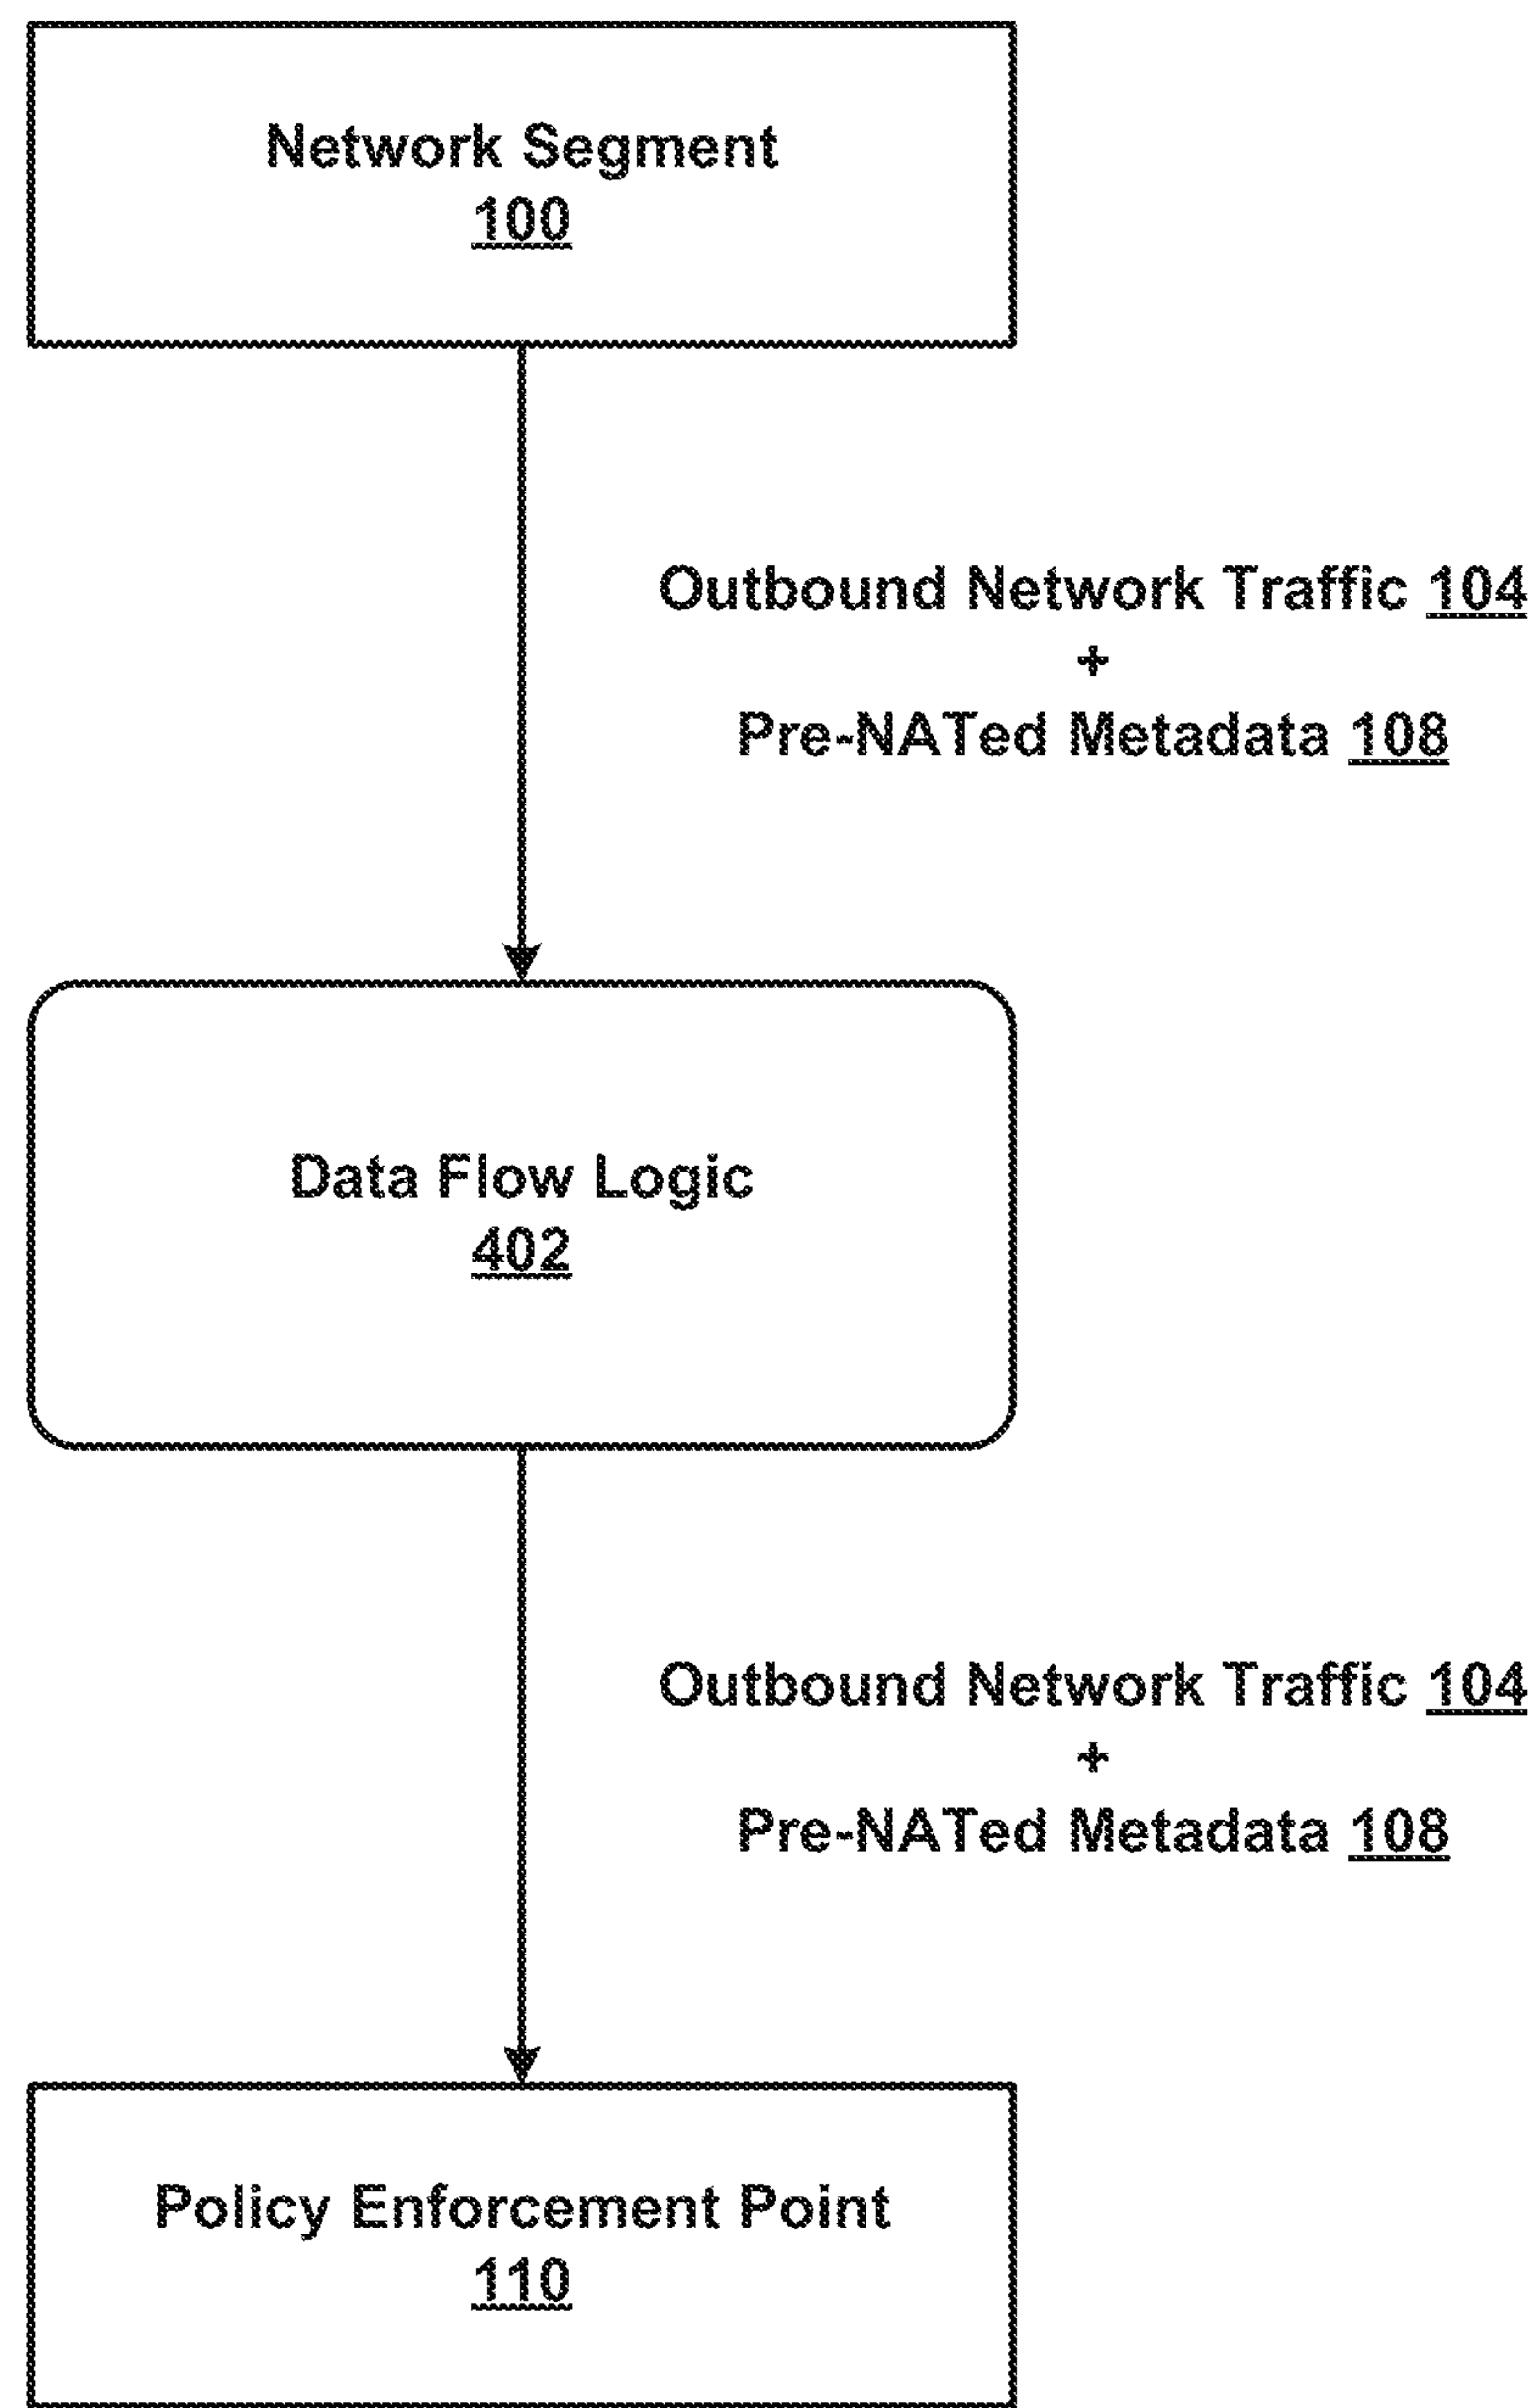 Network Segment
100
Outbound Network Traffic 104
+
Pre-NATed Metadata 108
Data Flow Logic
402
Outbound Network Traffic 104
+
Pre-NATed Metadata 108
Policy Enforcement Point
110